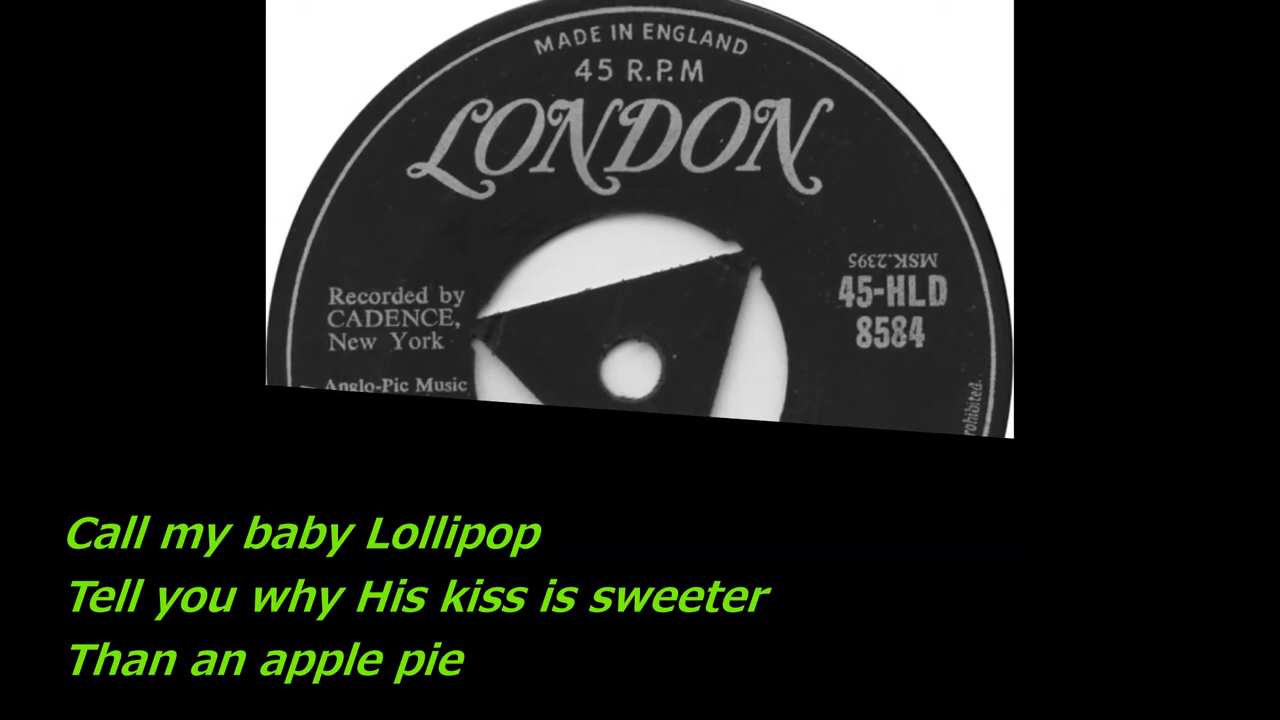 MADE IN ENGLAND
45 R.P.M
LONDON
MSK.2395
45-HLD
8584
Recorded by
CADENCE,
New York
Anglo-Pic Music
rohibited.
Call my baby Lollipop
Tell you why His kiss is sweeter
Than an apple pie